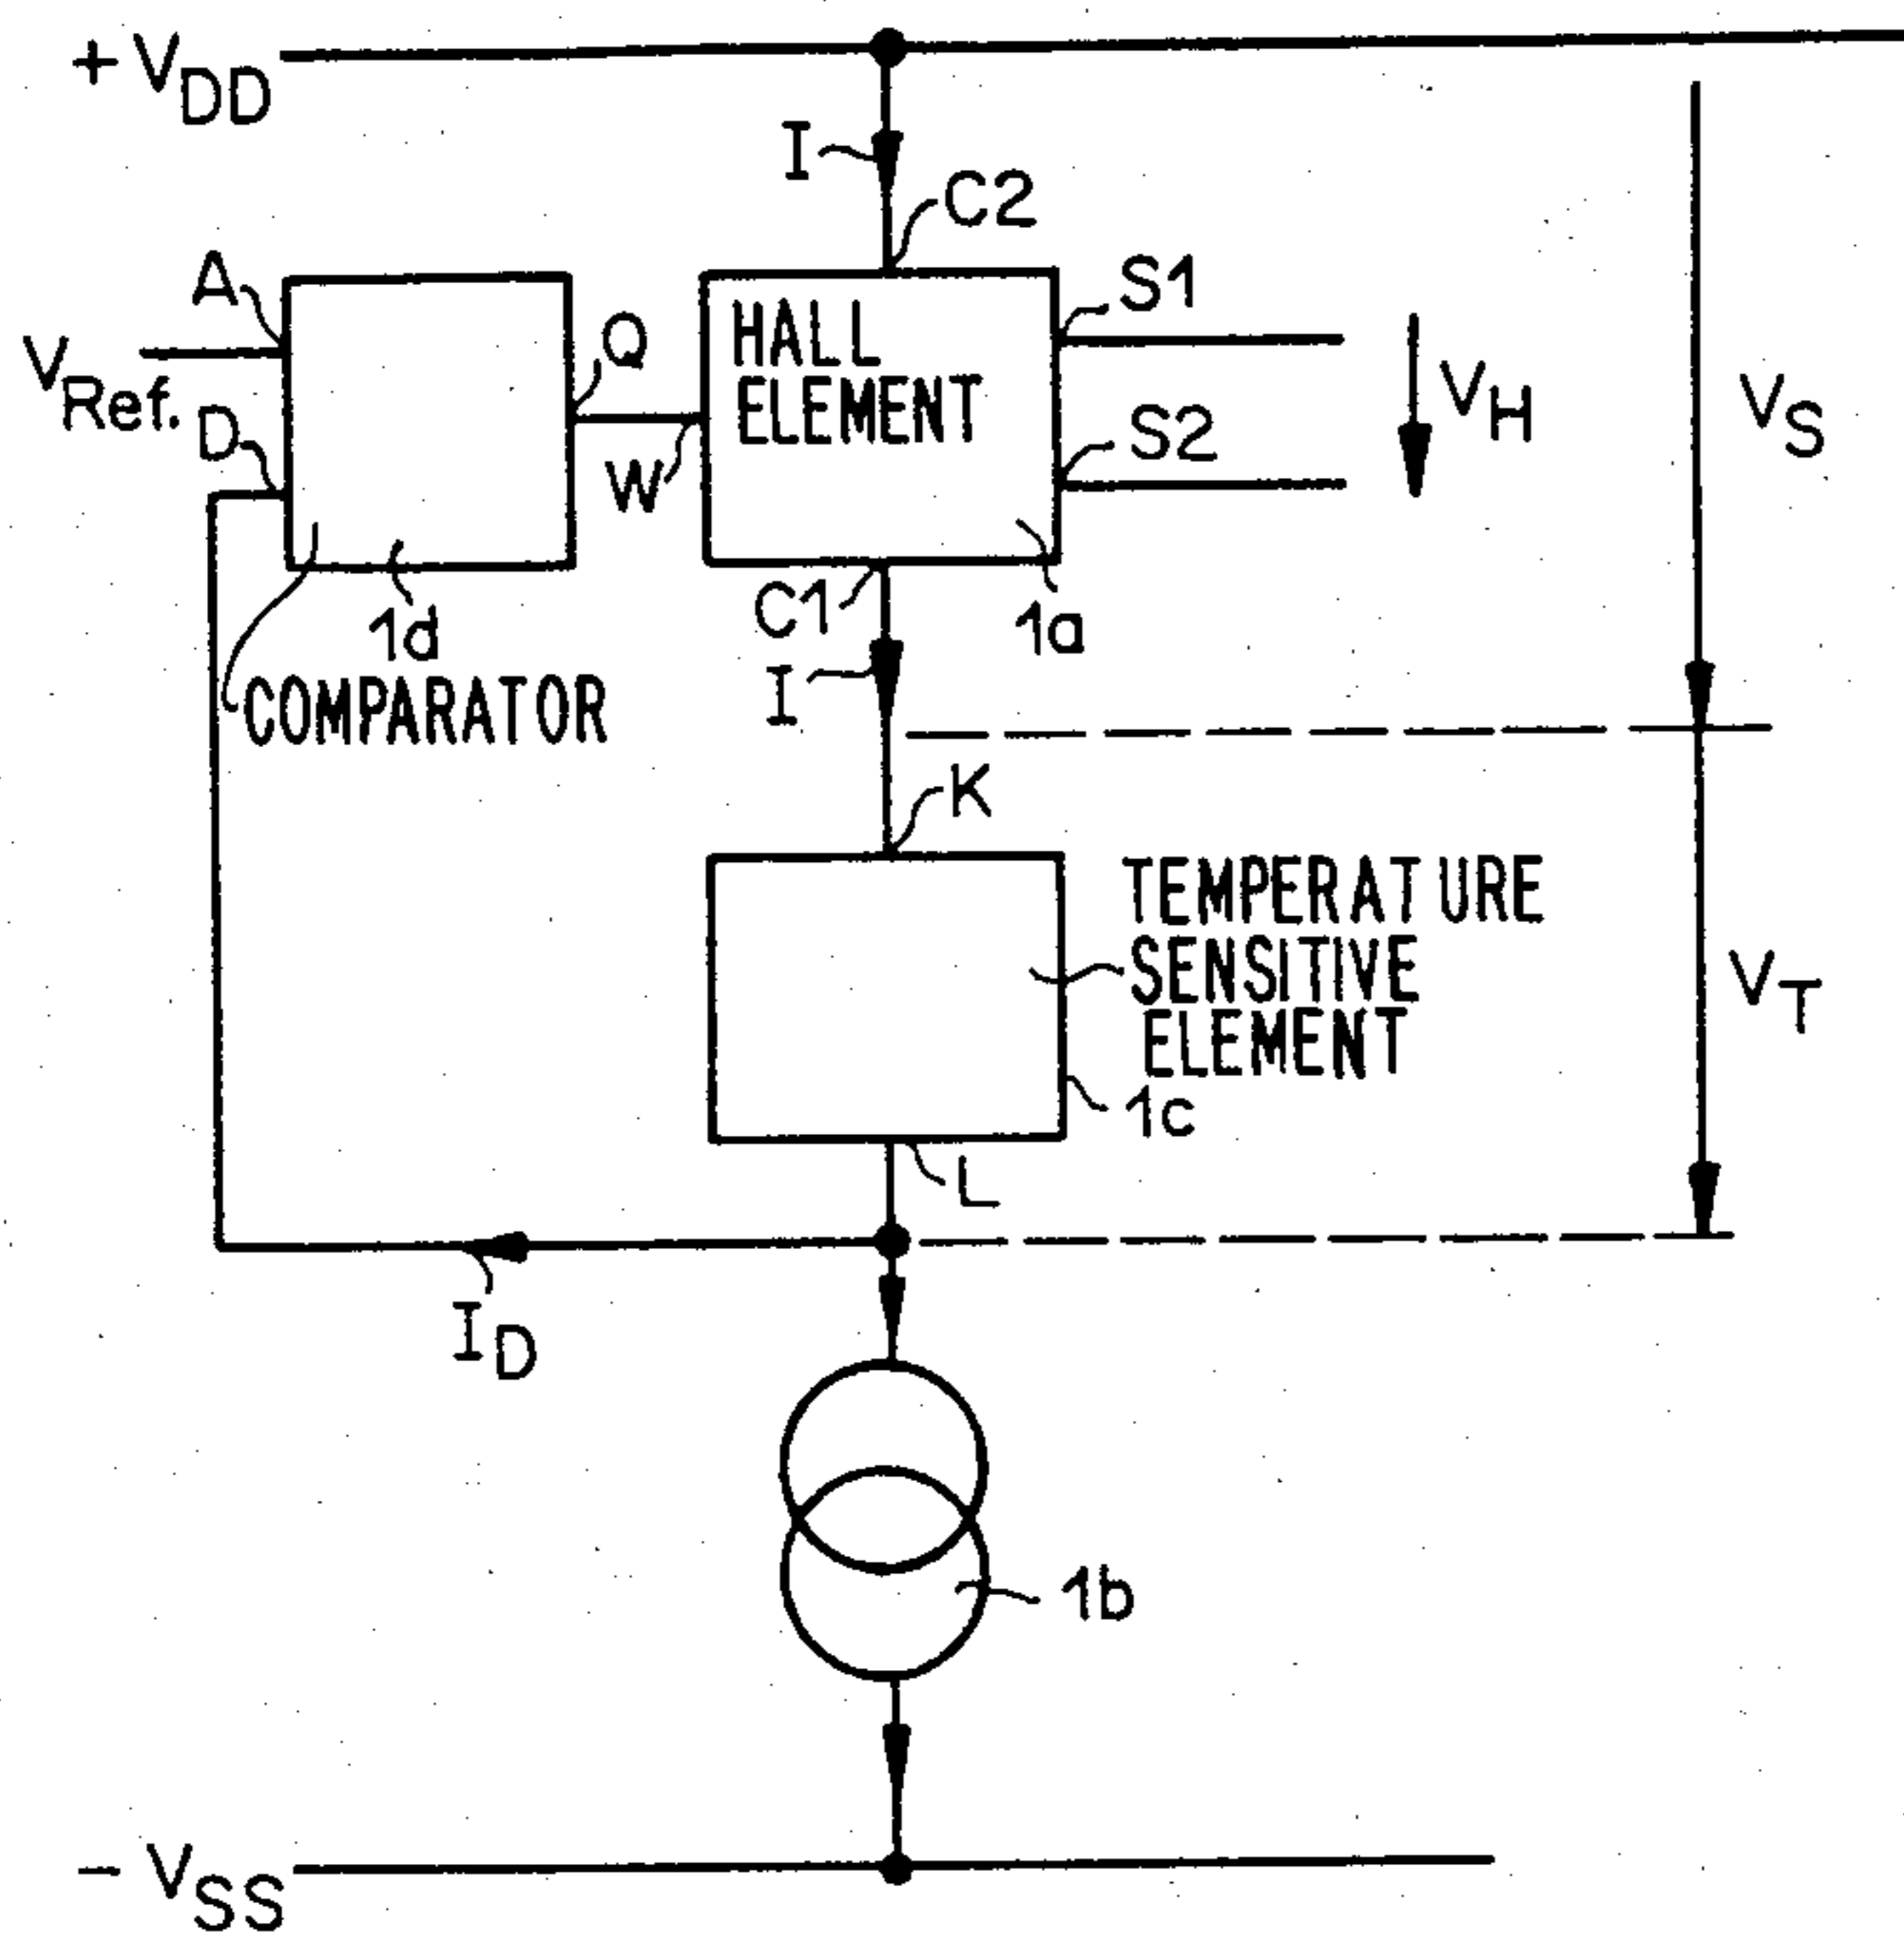 + VDD
I
C2
A
S1
VRef.
Q
HALL
ELEMENT
VH
VS
D
W
S2
C1
1a
1d
I
COMPARATOR
K
TEMPERATURE
SENSITIVE
ELEMENT
VT
1c
L
ID
1b
- VSS